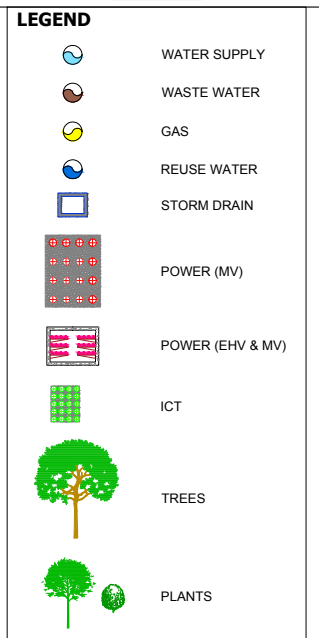 LEGEND
WATER SUPPLY
WASTE WATER
GAS
REUSE WATER
STORM DRAIN
POWER (MV)
POWER (EHV & MV)
ICT
TREES
PLANTS